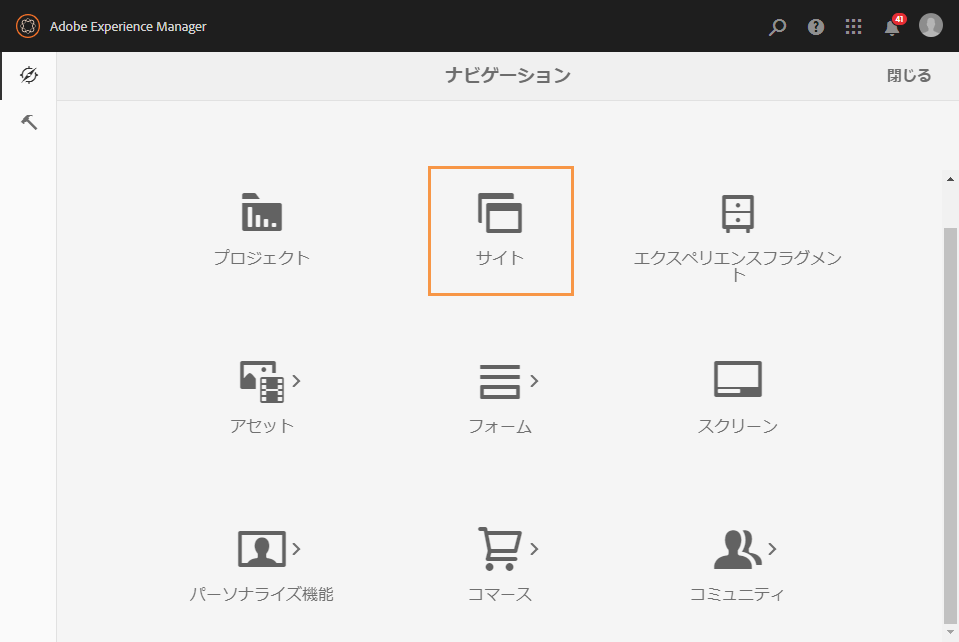 Adobe Experience Manager
41
ナビゲーション
閉じる
プロジェクト
サイト
エクスペリエンスフラグメン
ト
アセット
フォーム
スクリーン
パーソナライズ機能
コマース
コミュニティ